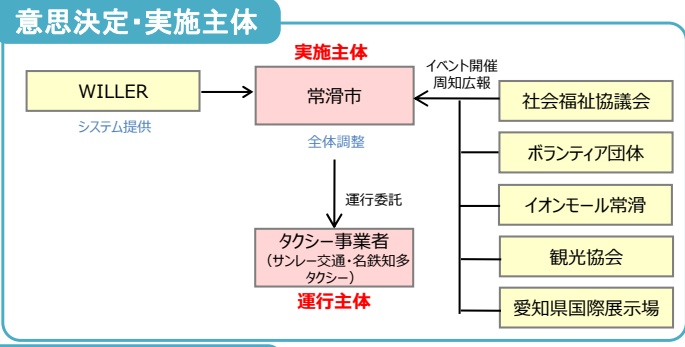 意思決定・実施主体
実施主体
イベント開催
周知広報
WILLER
常滑市
社会福祉協議会
システム提供
全体調整
ボランティア団体
運行委託
イオンモール常滑
タクシー事業者
（サンレー交通・名鉄知多
タクシー）
観光協会
運行主体
愛知県国際展示場